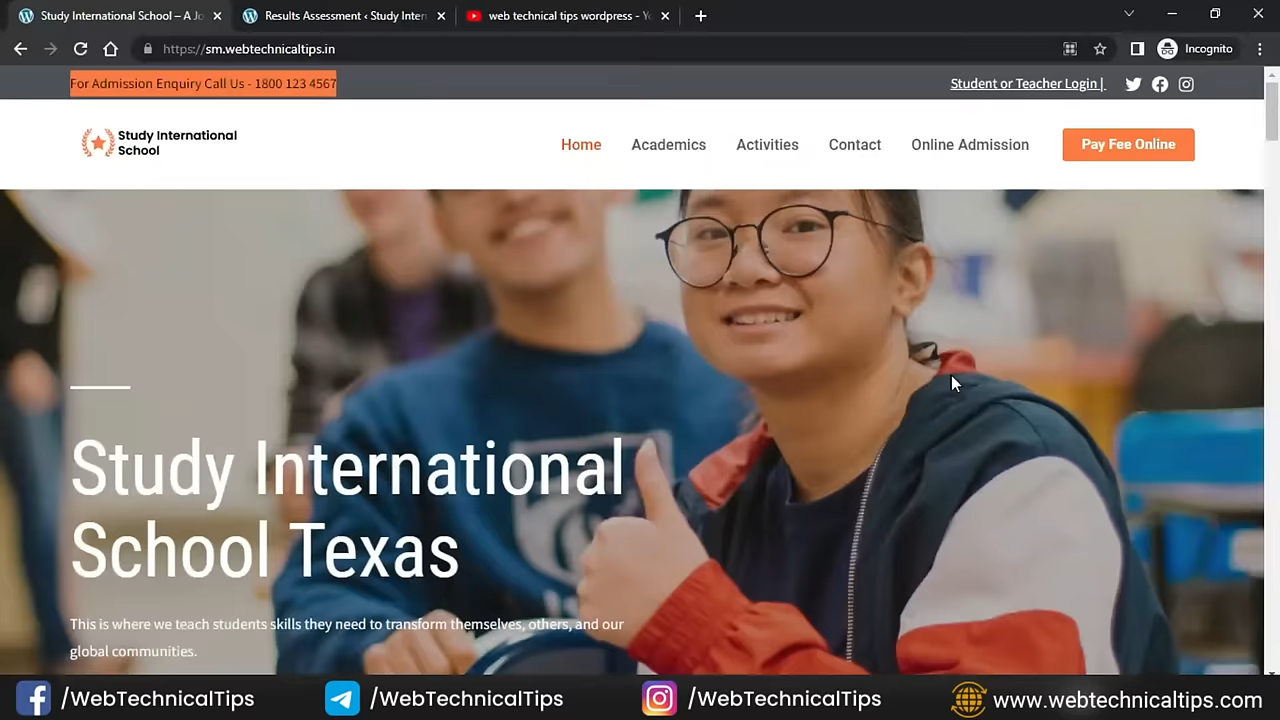 Study International School – A Jo
Results Assessment ‹ Study Inter
web technical tips wordpress - Yo
https://sm.webtechnicaltips.in
Incognito
For Admission Enquiry Call Us - 1800 123 4567
Student or Teacher Login |
Study International
School
Home
Academics
Activities
Contact
Online Admission
Pay Fee Online
Study International
School Texas
This is where we teach students skills they need to transform themselves, others, and our
global communities.
/WebTechnicalTips
/WebTechnicalTips
/WebTechnicalTips
www.webtechnicaltips.com